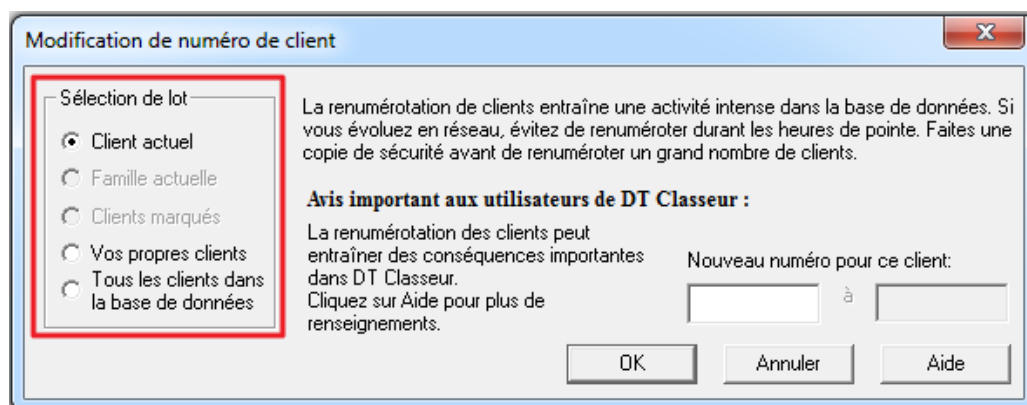 Modification de numéro de client
Sélection de lot
Client actuel
Famille actuelle
Clients marqués
Vos propres clients
Tous les clients dans
la base de données
La renumérotation de clients entraîne une activité intense dans la base de données. Si
vous évoluez en réseau, évitez de renuméroter durant les heures de pointe. Faites une
copie de sécurité avant de renuméroter un grand nombre de clients.
Avis important aux utilisateurs de DT Classeur :
La renumérotation des clients peut
entraîner des conséquences importantes
dans DT Classeur.
Cliquez sur Aide pour plus de
renseignements.
Nouveau numéro pour ce client:
à
OK
Annuler
Aide